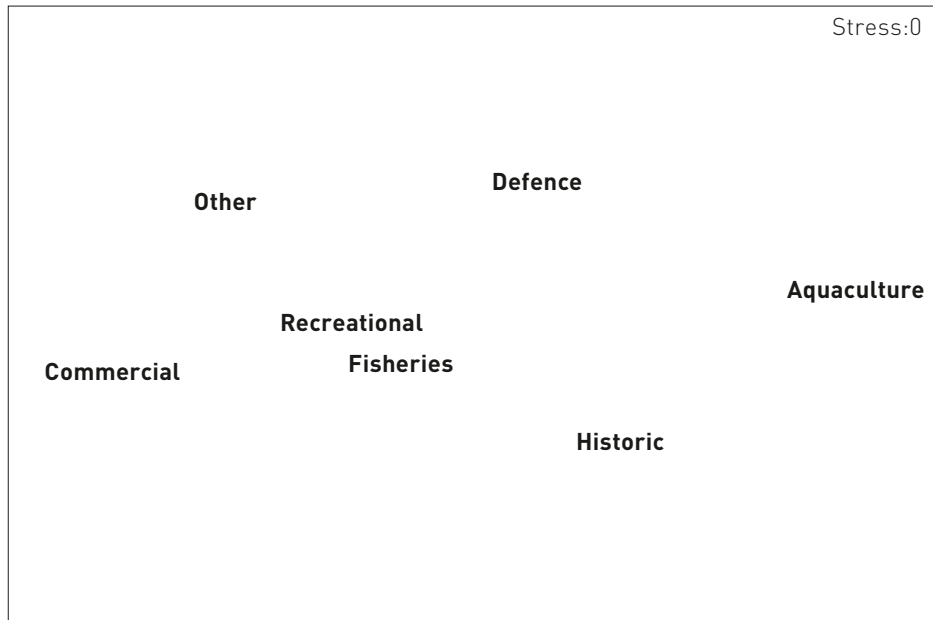 Stress:0
Defence
Other
Aquaculture
Recreational
Fisheries
Commercial
Historic